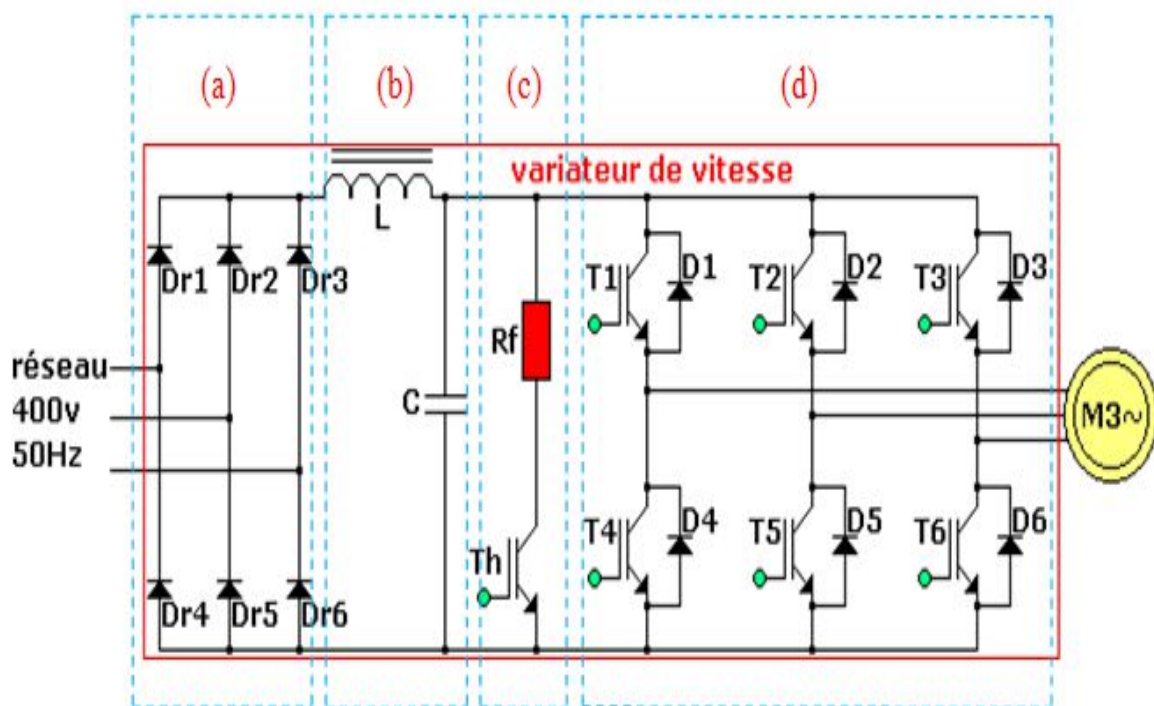 (a) (b) (c) (d)
variateur de vitesse
L
Dr1 Dr2 Dr3
T1 D1 T2 D2 T3 D3
Rf
réseau
400v
50Hz
C
M3~
Th
T4 D4 T5 D5 T6 D6
Dr4 Dr5 Dr6